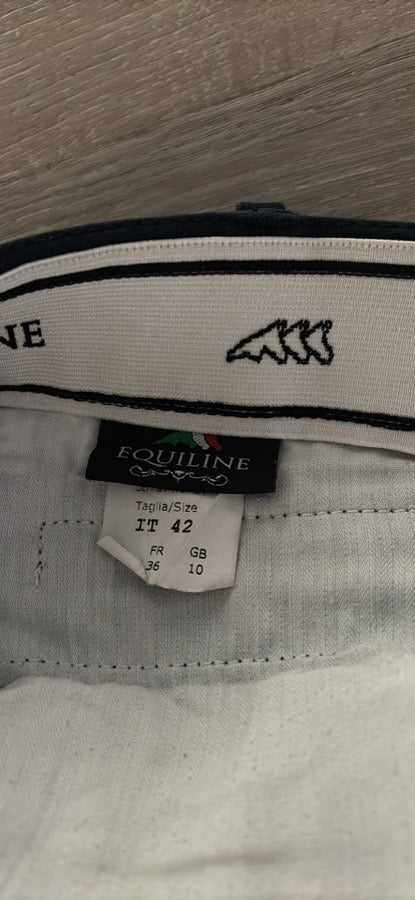 NE
EQUILINE
Taglia/Size
IT 42
FR GB
36 10